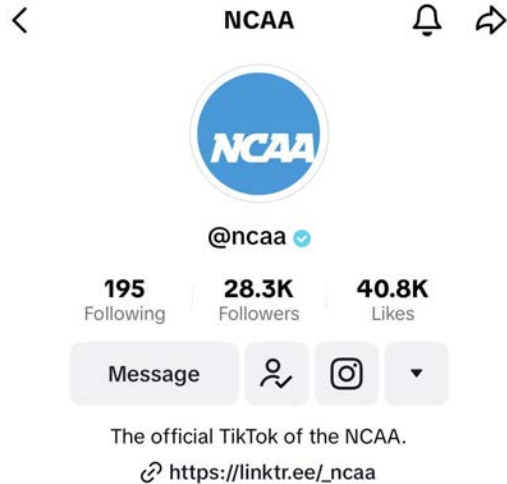 NCAA
NCAA
@ncaa
195 28.3K 40.8K
Following Followers Likes
Message
The official TikTok of the NCAA.
https://linktr.ee/_ncaa